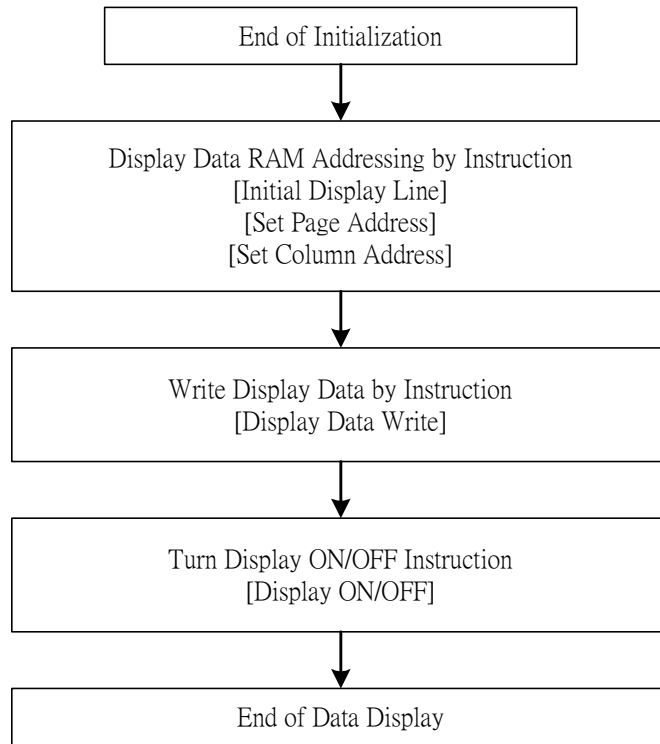 End of Initialization
Display Data RAM Addressing by Instruction
[Initial Display Line]
[Set Page Address]
[Set Column Address]
Write Display Data by Instruction
[Display Data Write]
Turn Display ON/OFF Instruction
[Display ON/OFF]
End of Data Display